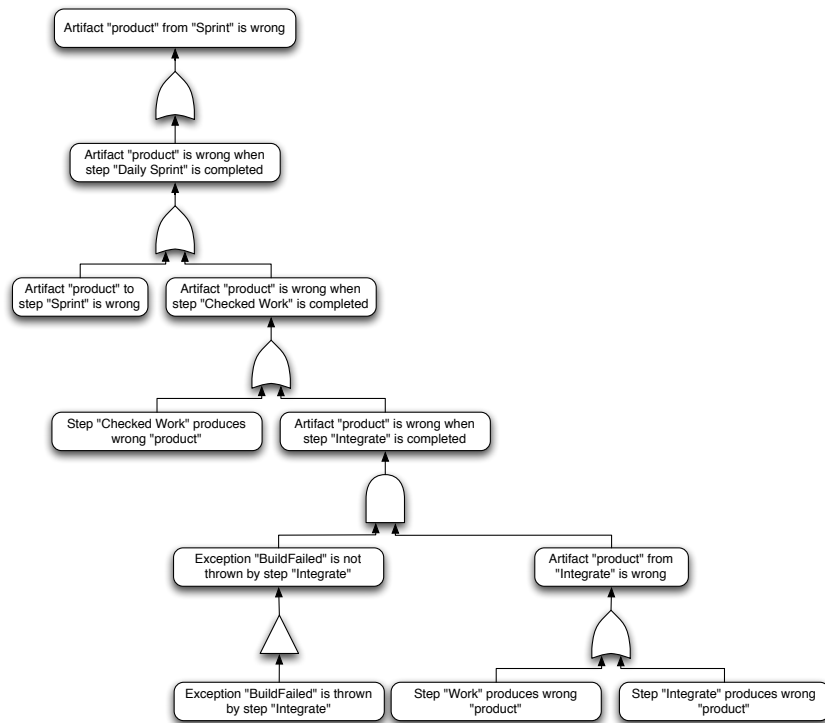 Artifact "product" from "Sprint" is wrong
Artifact "product" is wrong when
step "Daily Sprint" is completed
Artifact "product" to
step "Sprint" is wrong
Artifact "product" is wrong when
step "Checked Work" is completed
Step "Checked Work" produces
wrong "product"
Artifact "product" is wrong when
step "Integrate" is completed
Exception "BuildFailed" is not
thrown by step "Integrate"
Artifact "product" from
"Integrate" is wrong
Exception "BuildFailed" is thrown
by step "Integrate"
Step "Work" produces wrong
"product"
Step "Integrate" produces wrong
"product"